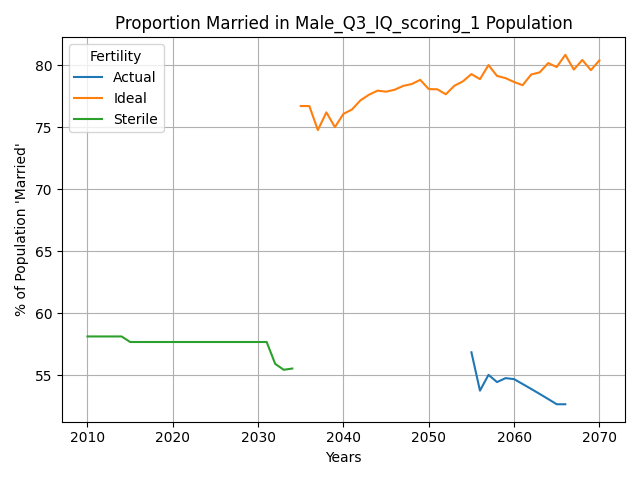 Proportion Married in Male_Q3_IQ_scoring_1 Population
Fertility
Actual
Ideal
Sterile
% of Population 'Married'
80
75
70
65
60
55
2010 2020 2030 2040 2050 2060 2070
Years